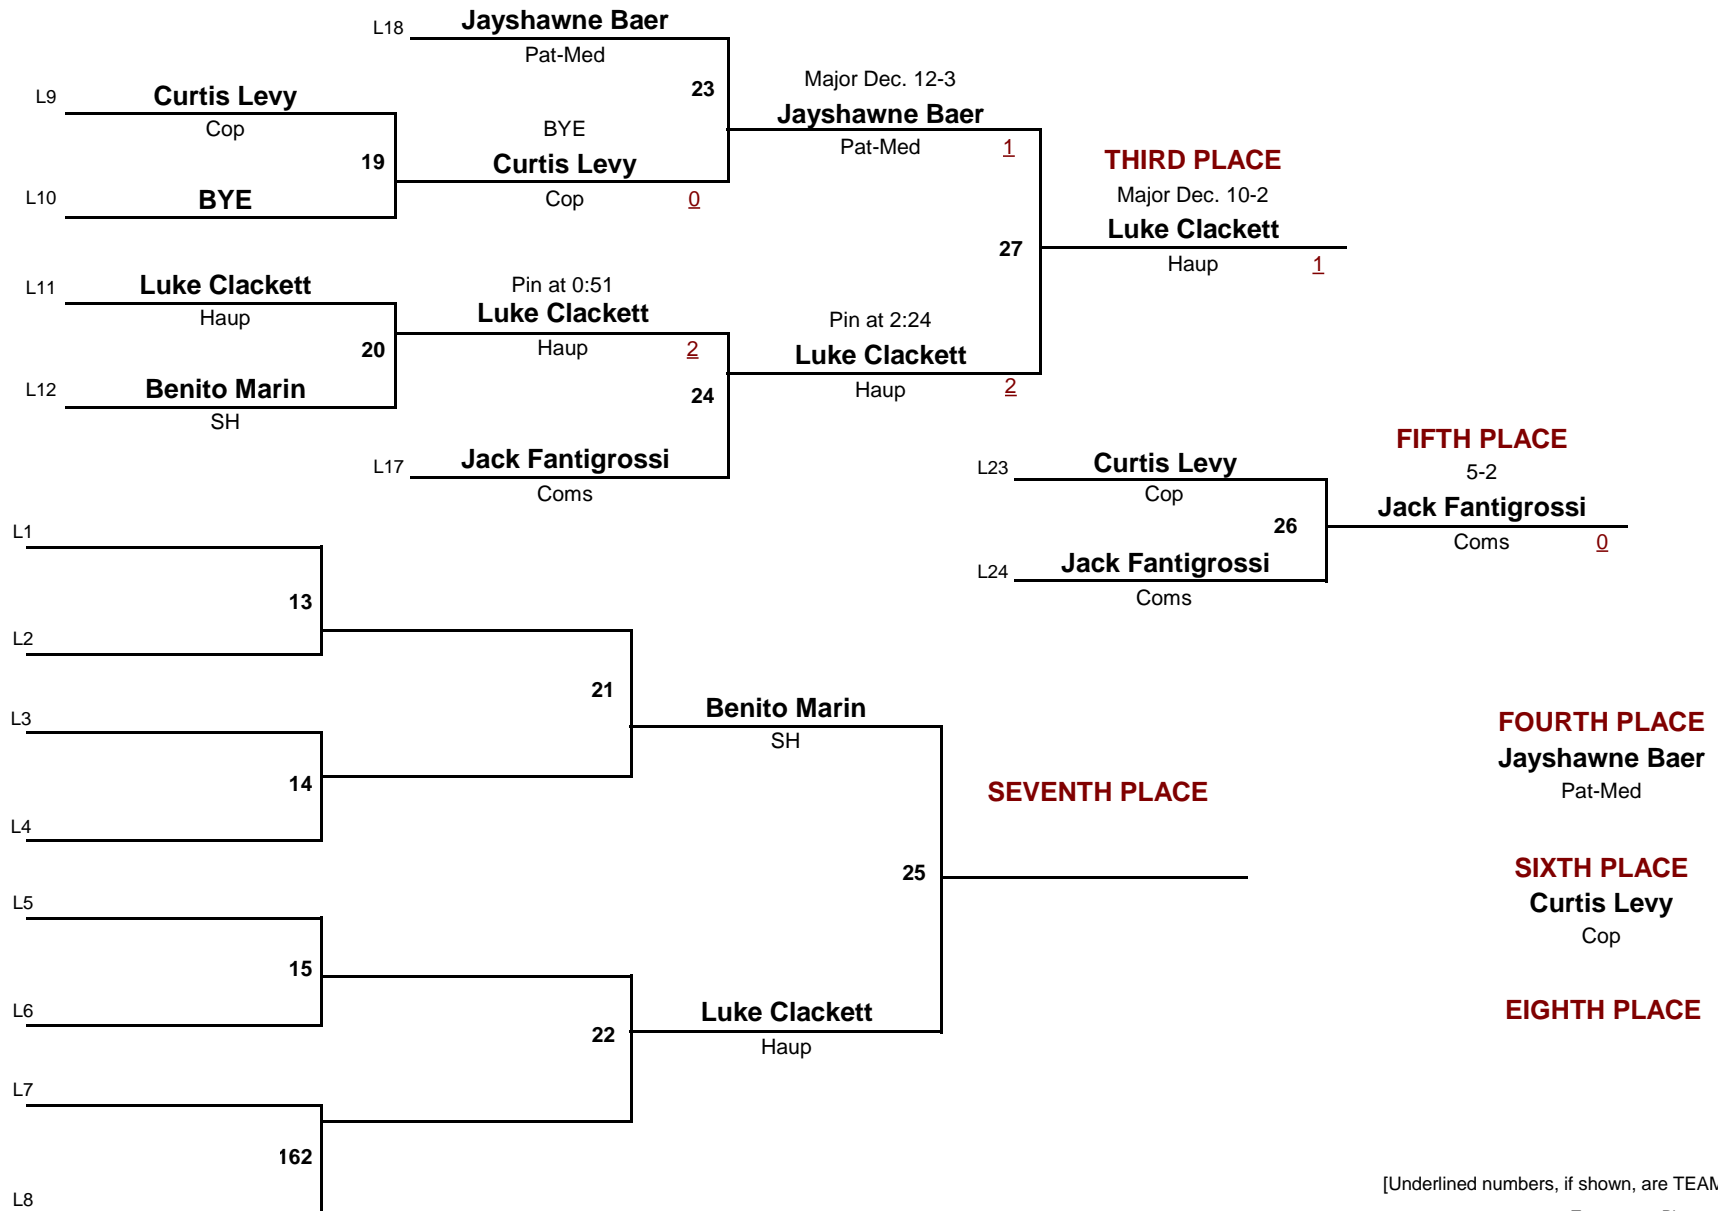 L18 Jayshawne Baer
Pat-Med
23
Major Dec. 12-3
L9 Curtis Levy
Cop
BYE
Jayshawne Baer
Pat-Med 1
19
Curtis Levy
Cop 0
L10 BYE
THIRD PLACE
Major Dec. 10-2
Luke Clackett
Haup 1
27
L11 Luke Clackett
Haup
Pin at 0:51
Luke Clackett
Haup 2
20
Pin at 2:24
Luke Clackett
Haup 2
L12 Benito Marin
SH
24
L17 Jack Fantigrossi
Coms
L23 Curtis Levy
Cop
FIFTH PLACE
5-2
Jack Fantigrossi
Coms 0
26
L24 Jack Fantigrossi
Coms
L1
13
L2
21
L3
14
L4
Benito Marin
SH
SEVENTH PLACE
25
FOURTH PLACE
Jayshawne Baer
Pat-Med
SIXTH PLACE
Curtis Levy
Cop
EIGHTH PLACE
L5
15
L6
22
Luke Clackett
Haup
L7
162
L8
[Underlined numbers, if shown, are TEAM